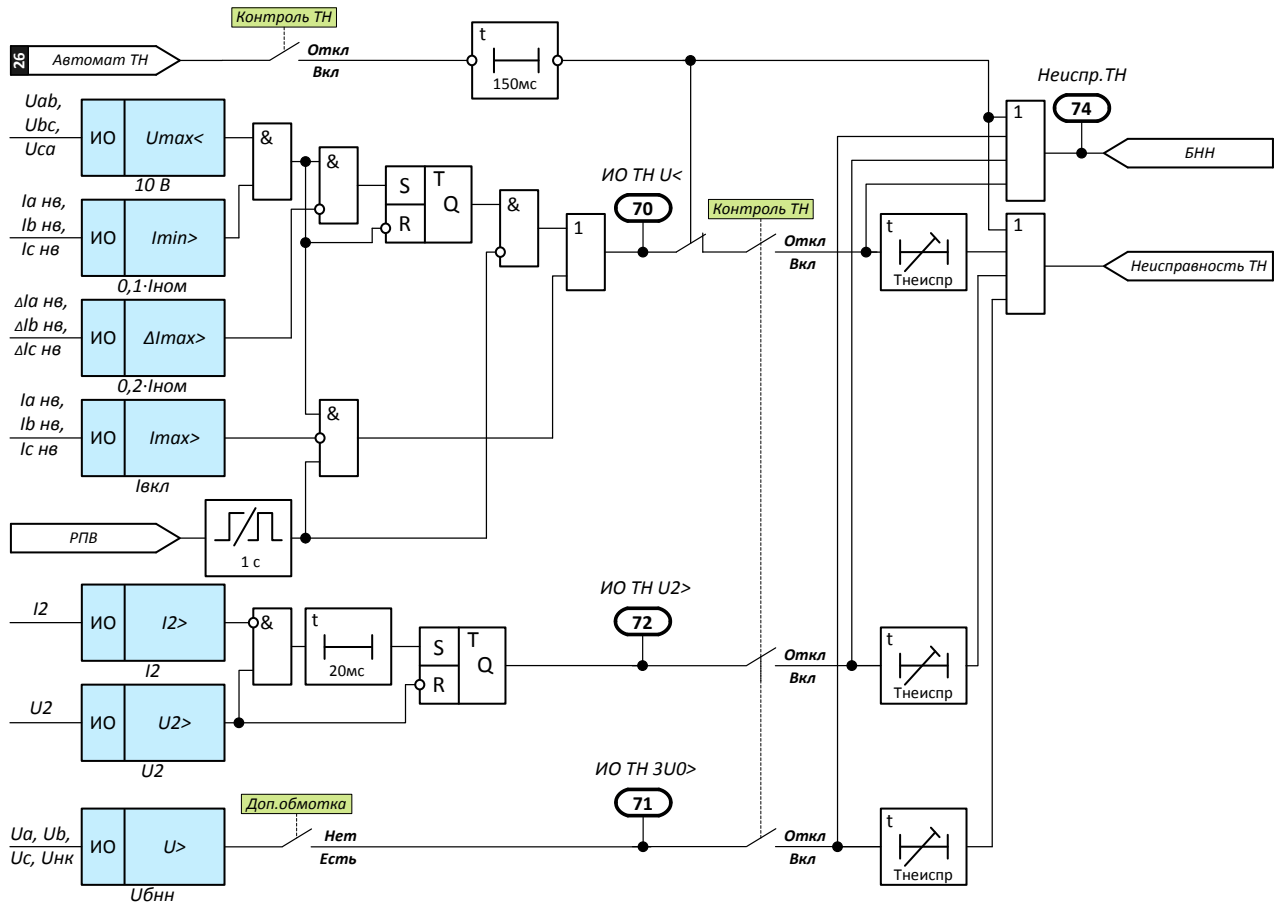 Контроль ТН
26 Автомат ТН
Откл
Вкл
t
150мс
Неиспр.ТН
74
1
БНН
Uab,
Ubc,
Uca
ИО Umax<
10 В
&
&
S T
R Q
&
1
ИО ТН U<
70
Контроль ТН
Откл
Вкл
t
Tнеиспр
1
Неисправность ТН
Ia нв,
Ib нв,
Ic нв
ИО Imin>
0,1·Iном
ΔIa нв,
ΔIb нв,
ΔIc нв
ИО ΔImax>
0,2·Iном
Ia нв,
Ib нв,
Ic нв
ИО Imax>
Iвкл
&
РПВ
1 с
I2
ИО I2>
I2
&
t
20мс
S T
R Q
ИО ТН U2>
72
Откл
Вкл
t
Tнеиспр
U2
ИО U2>
U2
Ua, Ub,
Uc, Uнк
ИО U>
Uбнн
Доп.обмотка
Нет
Есть
ИО ТН 3U0>
71
Откл
Вкл
t
Tнеиспр